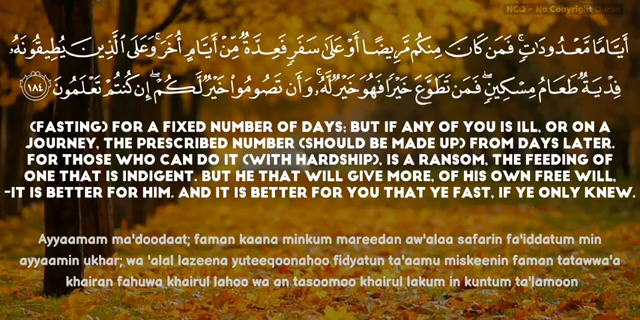 NCQ - No Copyright Quran
أَيَّامًا مَّعْدُودَاتٍ ۚ فَمَن كَانَ مِنكُم مَّرِيضًا أَوْ عَلَىٰ سَفَرٍ فَعِدَّةٌ مِّنْ أَيَّامٍ أُخَرَ ۚ وَعَلَى الَّذِينَ يُطِيقُونَهُ
فِدْيَةٌ طَعَامُ مِسْكِينٍ ۖ فَمَن تَطَوَّعَ خَيْرًا فَهُوَ خَيْرٌ لَّهُ ۚ وَأَن تَصُومُوا خَيْرٌ لَّكُمْ ۖ إِن كُنتُمْ تَعْلَمُونَ ١٨٤
(FASTING) FOR A FIXED NUMBER OF DAYS; BUT IF ANY OF YOU IS ILL, OR ON A
JOURNEY, THE PRESCRIBED NUMBER (SHOULD BE MADE UP) FROM DAYS LATER.
FOR THOSE WHO CAN DO IT (WITH HARDSHIP), IS A RANSOM, THE FEEDING OF
ONE THAT IS INDIGENT. BUT HE THAT WILL GIVE MORE, OF HIS OWN FREE WILL,
-IT IS BETTER FOR HIM. AND IT IS BETTER FOR YOU THAT YE FAST, IF YE ONLY KNEW.
Ayyaamam ma'doodaat; faman kaana minkum mareedan aw'alaa safarin fa'iddatum min
ayyaamin ukhar; wa 'alal lazeena yuteeqoonahoo fidyatun ta'aamu miskeenin faman tatawwa'a
khairan fahuwa khairul lahoo wa an tasoomoo khairul lakum in kuntum ta'lamoon